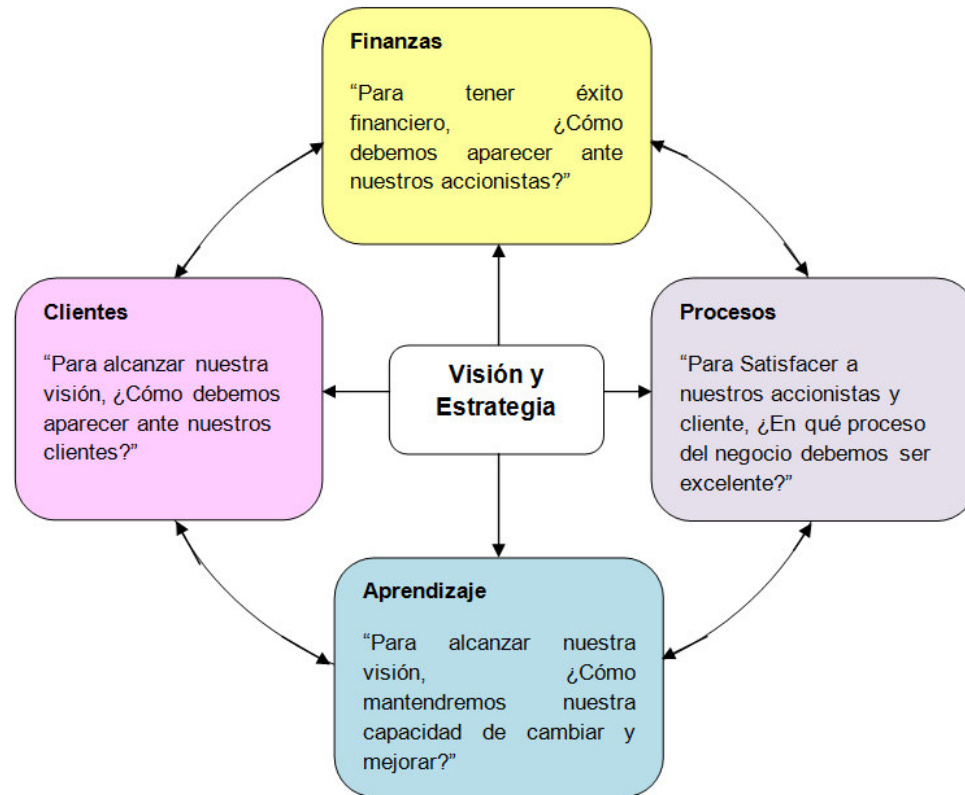 Finanzas
“Para tener éxito
financiero, ¿Cómo
debemos aparecer ante
nuestros accionistas?”
Clientes
“Para alcanzar nuestra
visión, ¿Cómo debemos
aparecer ante nuestros
clientes?”
Visión y
Estrategia
Procesos
“Para Satisfacer a
nuestros accionistas y
cliente, ¿En qué proceso
del negocio debemos ser
excelente?”
Aprendizaje
“Para alcanzar nuestra
visión, ¿Cómo
mantendremos nuestra
capacidad de cambiar y
mejorar?”